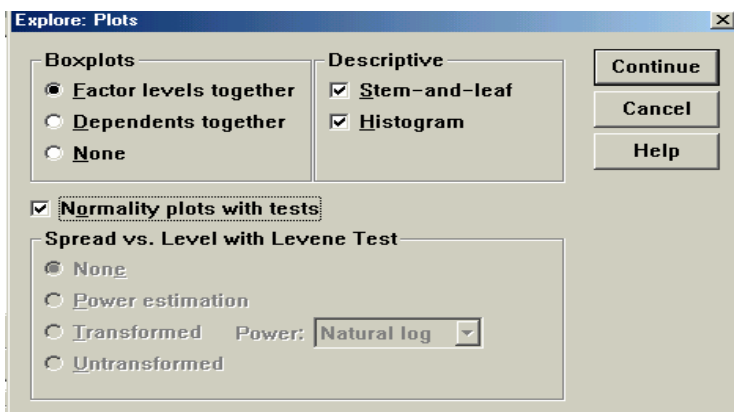 Explore: Plots
Boxplots
Factor levels together
Dependents together
None
Descriptive
Stem-and-leaf
Histogram
Continue
Cancel
Help
Normality plots with tests
Spread vs. Level with Levene Test
None
Power estimation
Transformed Power: Natural log
Untransformed